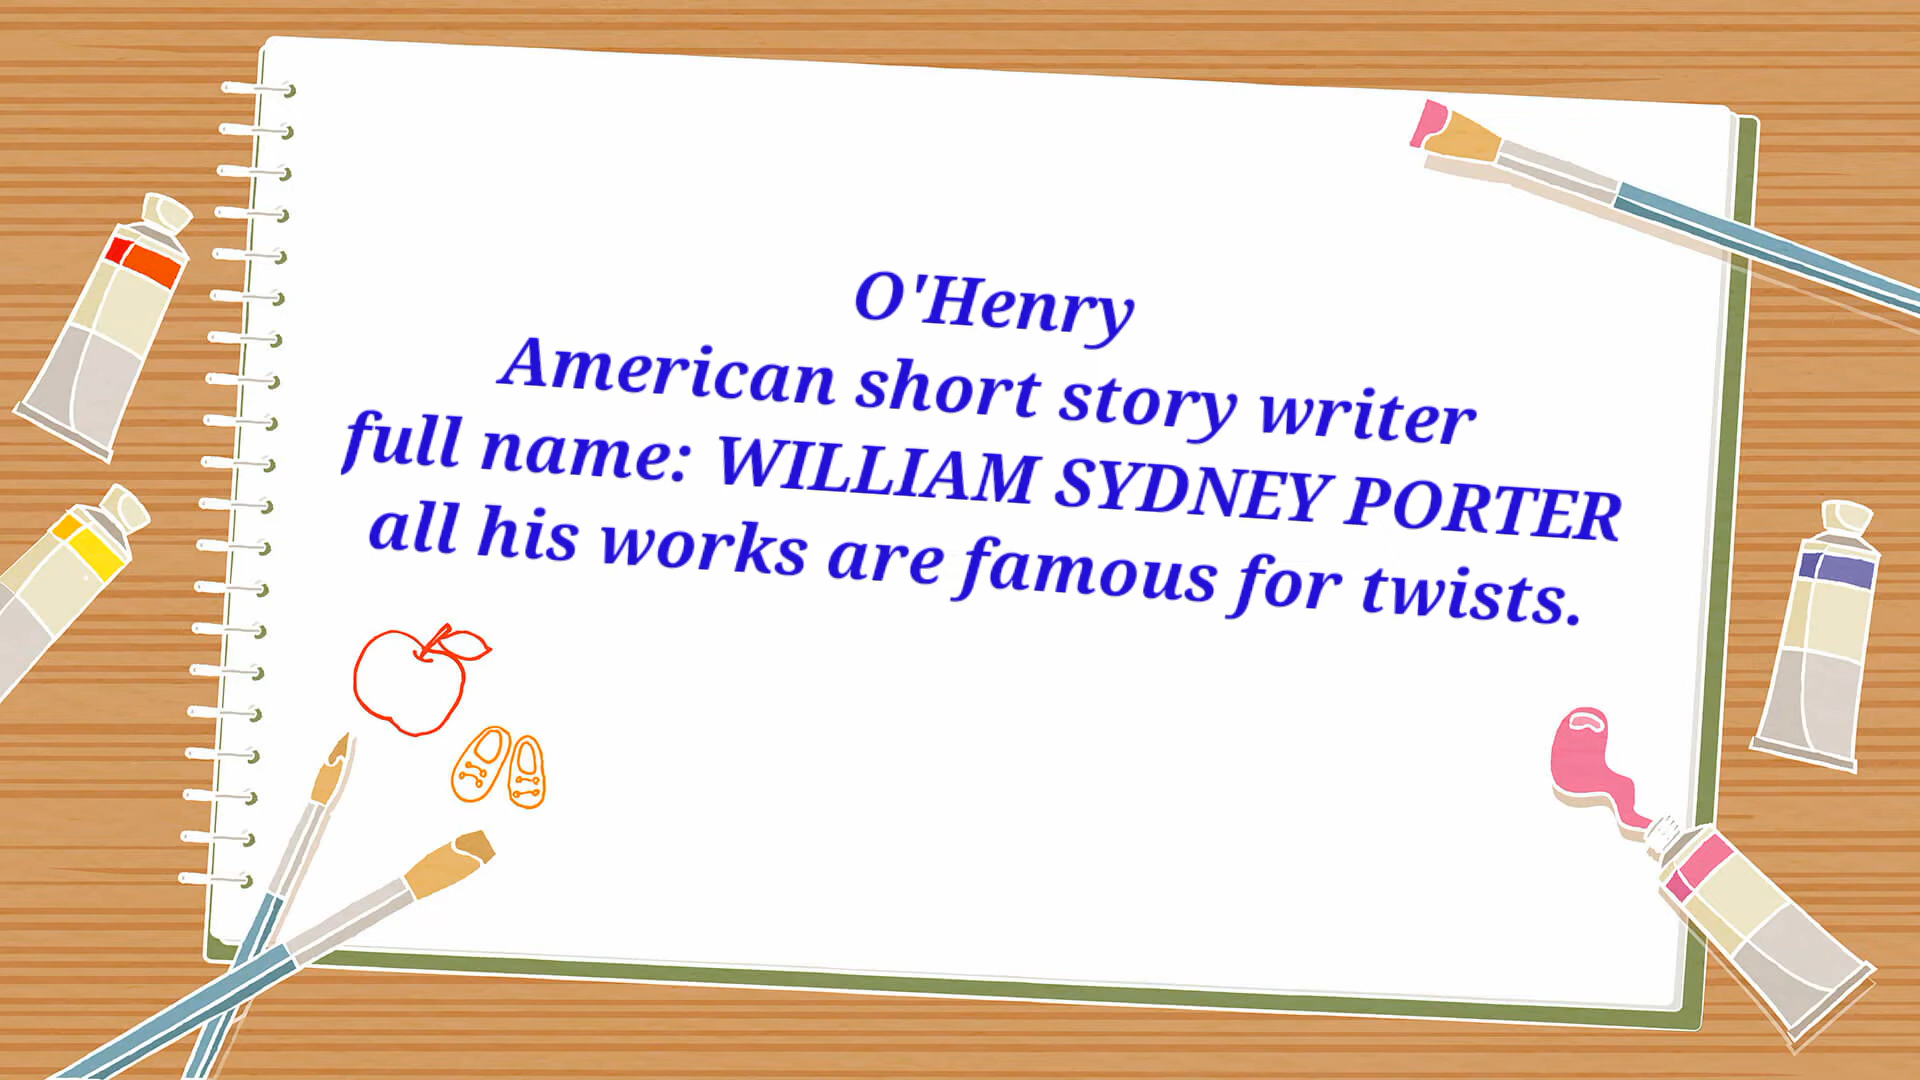 O'Henry
American short story writer
full name: WILLIAM SYDNEY PORTER
all his works are famous for twists.